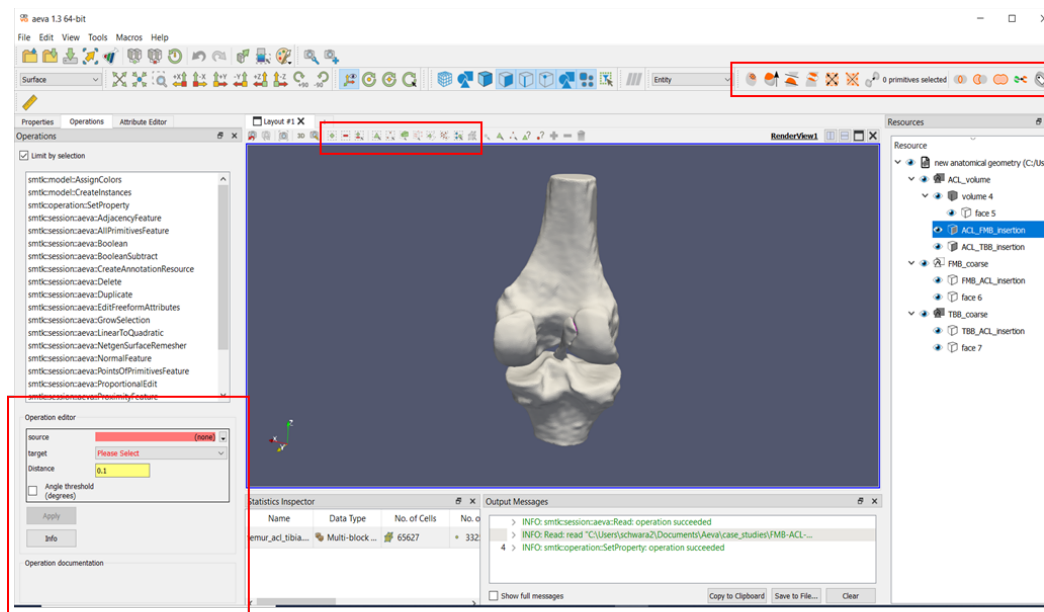 aeva 1.3 64-bit
File Edit View Tools Macros Help
Surface
Entity
0 primitives selected
Properties Operations Attribute Editor
Layout #1
Resources
Operations
3D
RenderView1
Limit by selection
Resource
smtk::model::AssignColors
smtk::model::CreateInstances
smtk::operation::SetProperty
smtk::session::aeva::AdjacencyFeature
smtk::session::aeva::AllPrimitivesFeature
smtk::session::aeva::Boolean
smtk::session::aeva::BooleanSubtract
smtk::session::aeva::CreateAnnotationResource
smtk::session::aeva::Delete
smtk::session::aeva::Duplicate
smtk::session::aeva::EditFreeformAttributes
smtk::session::aeva::GrowSelection
smtk::session::aeva::LinearToQuadratic
smtk::session::aeva::NetgenSurfaceRemesher
smtk::session::aeva::NormalFeature
smtk::session::aeva::PointsOfPrimitivesFeature
smtk::session::aeva::ProportionalEdit
smtk::session::aeva::ProximityFeature
new anatomical geometry (C:/Us
ACL_volume
volume 4
face 5
ACL_FMB_insertion
ACL_TBB_insertion
FMB_coarse
FMB_ACL_insertion
face 6
TBB_coarse
TBB_ACL_insertion
face 7
Operation editor
source (none)
target Please Select
Distance 0.1
Angle threshold
(degrees)
Apply
Info
Operation documentation
Statistics Inspector
Name Data Type No. of Cells No. o
emur_acl_tibia... Multi-block ... 65627 332
Output Messages
INFO: smtk::session::aeva::Read: operation succeeded
INFO: Read: read "C:\Users\schwara2\Documents\Aeva\case_studies\FMB-ACL-...
4 > INFO: smtk::operation::SetProperty: operation succeeded
Show full messages
Copy to Clipboard Save to File... Clear